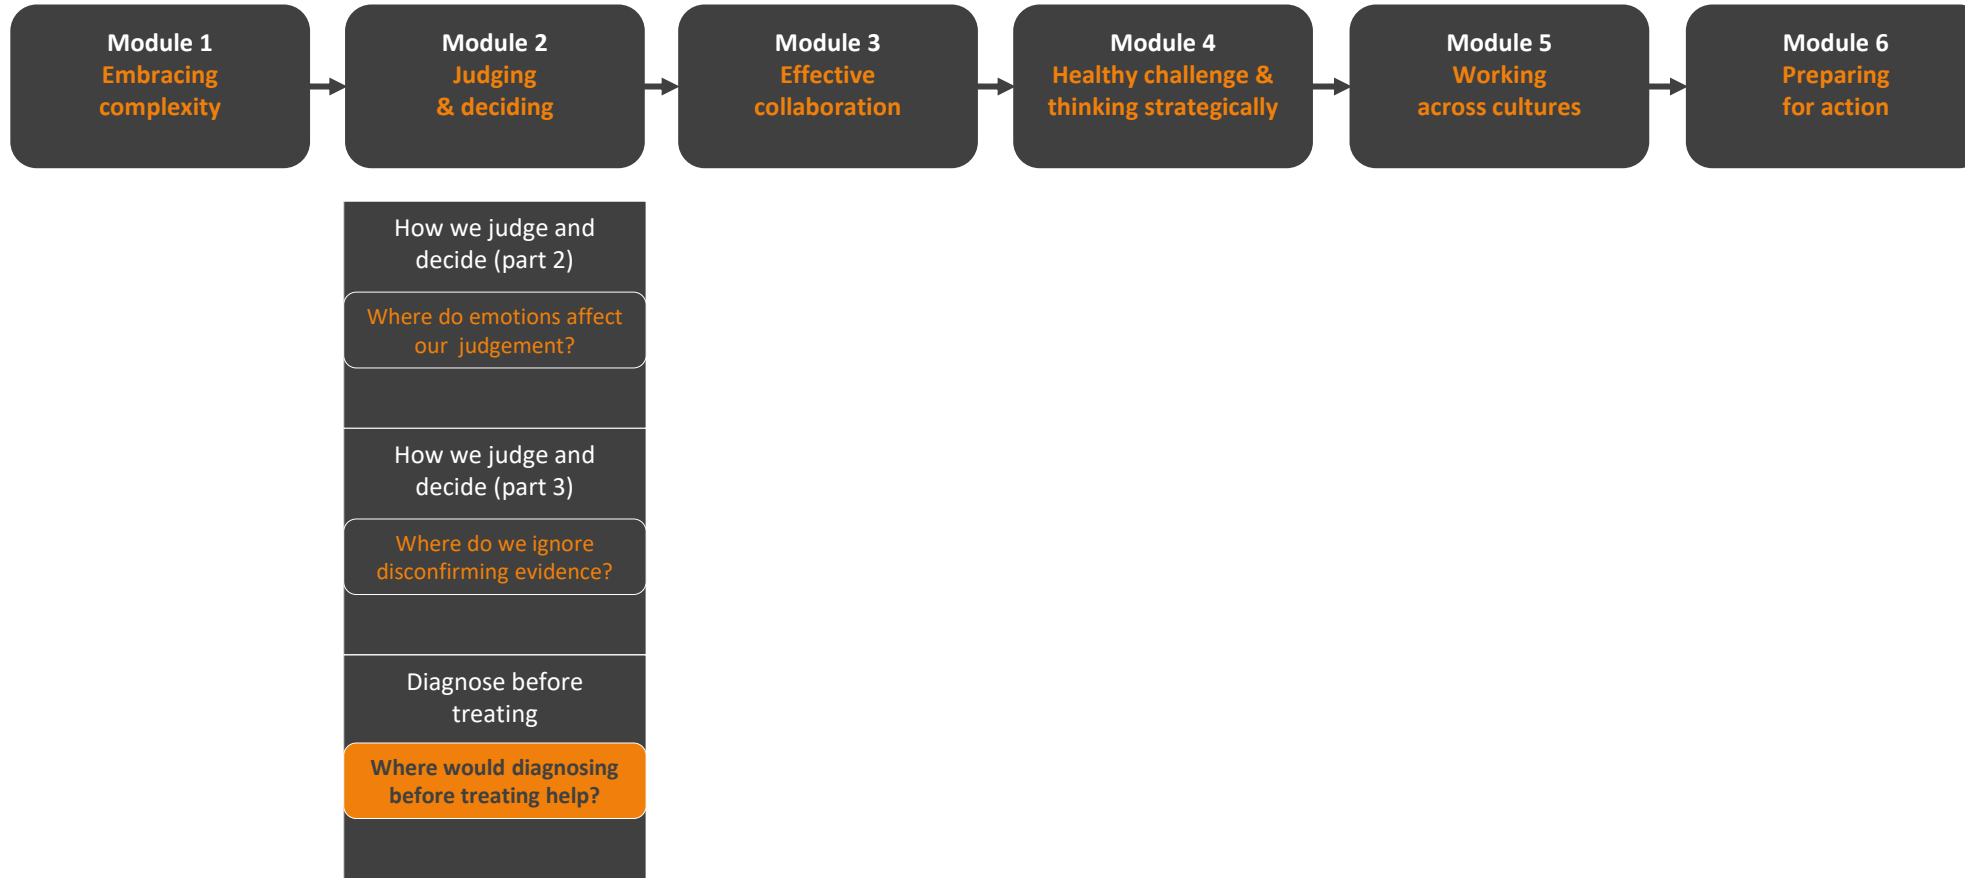 Module 1
Embracing
complexity
Module 2
Judging
& deciding
Module 3
Effective
collaboration
Module 4
Healthy challenge &
thinking strategically
Module 5
Working
across cultures
Module 6
Preparing
for action
How we judge and
decide (part 2)
Where do emotions affect
our judgement?
How we judge and
decide (part 3)
Where do we ignore
disconfirming evidence?
Diagnose before
treating
Where would diagnosing
before treating help?